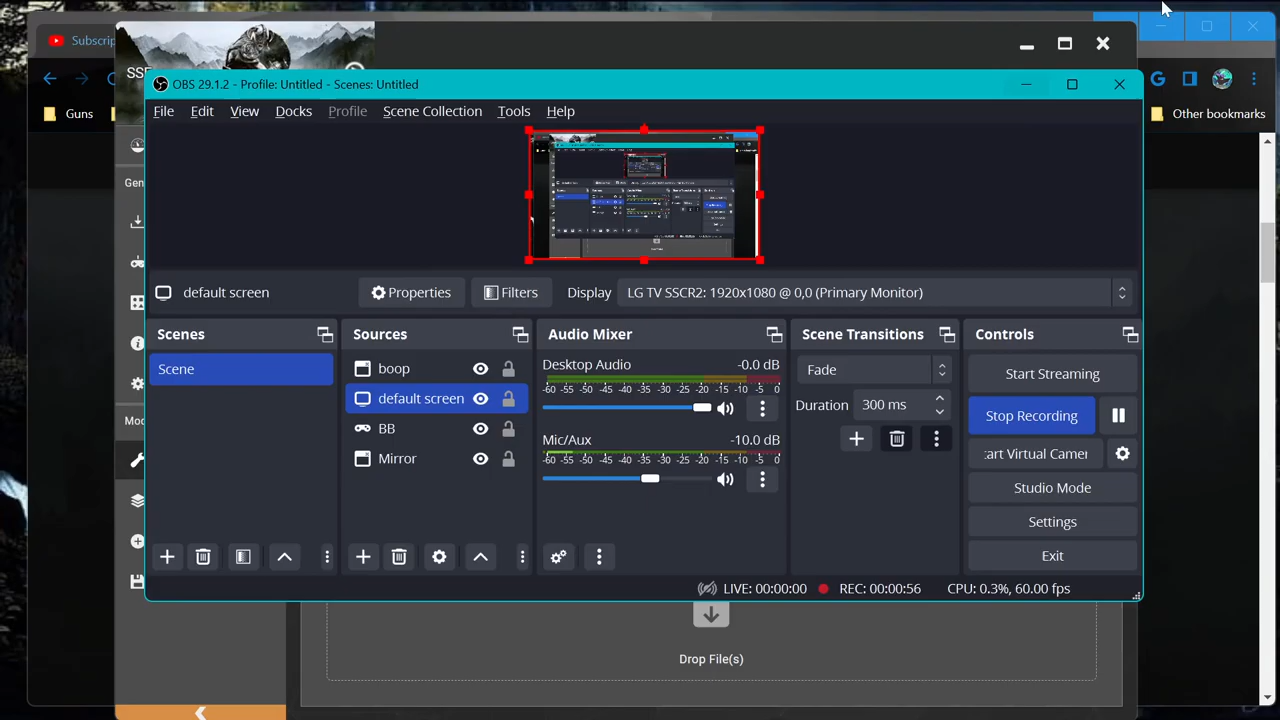 Subscrip
SSE
Guns
Other bookmarks
OBS 29.1.2 - Profile: Untitled - Scenes: Untitled
File Edit View Docks Profile Scene Collection Tools Help
Gen
default screen Properties Filters Display LG TV SSCR2: 1920x1080 @ 0,0 (Primary Monitor)
Scenes
Scene
Sources
boop
default screen
BB
Mirror
Audio Mixer
Desktop Audio -0.0 dB
-60 -55 -50 -45 -40 -35 -30 -25 -20 -15 -10 -5 0
Mic/Aux -10.0 dB
-60 -55 -50 -45 -40 -35 -30 -25 -20 -15 -10 -5 0
Scene Transitions
Fade
Duration 300 ms
Controls
Start Streaming
Stop Recording
:art Virtual Camer
Studio Mode
Settings
Exit
Mod
LIVE: 00:00:00 REC: 00:00:56 CPU: 0.3%, 60.00 fps
Drop File(s)